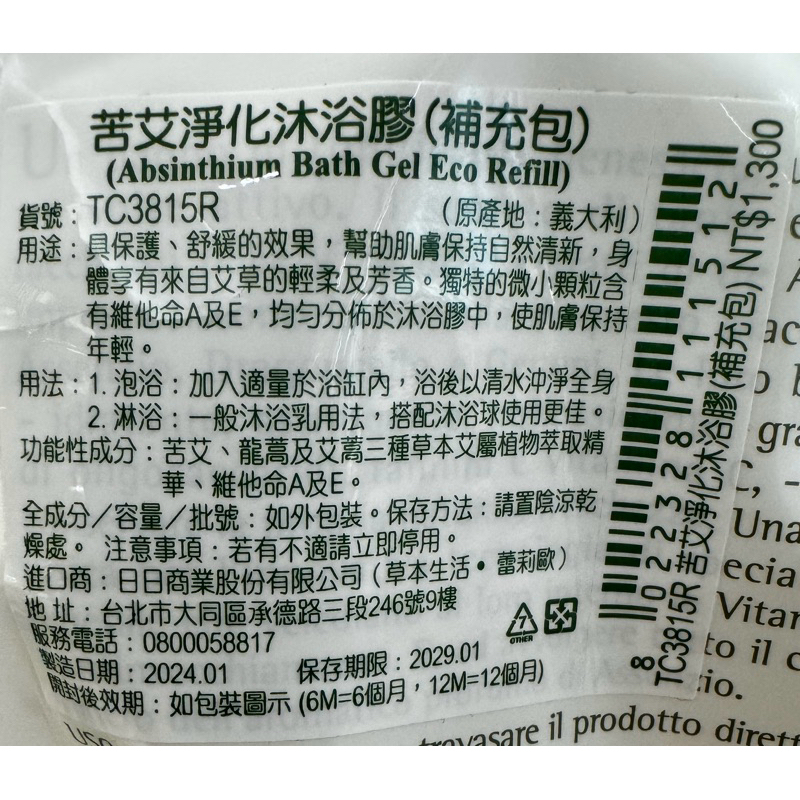 苦艾淨化沐浴膠(補充包)
(Absinthium Bath Gel Eco Refill)
貨號：TC3815R （原產地：義大利）
用途：具保護、舒緩的效果，幫助肌膚保持自然清新，身
體享有來自艾草的輕柔及芳香。獨特的微小顆粒含
有維他命A及E，均勻分佈於沐浴膠中，使肌膚保持
年輕。
用法：1. 泡浴：加入適量於浴缸內，浴後以清水沖淨全身
2. 淋浴：一般沐浴乳用法，搭配沐浴球使用更佳。
功能性成分：苦艾、龍蒿及艾蒿三種草本艾屬植物萃取精
華、維他命A及E。
全成分／容量／批號：如外包裝。保存方法：請置陰涼乾
燥處。 注意事項：若有不適請立即停用。
進口商：日日商業股份有限公司（草本生活•蕾莉歐）
地 址：台北市大同區承德路三段246號9樓
服務電話：0800058817
製造日期：2024.01 保存期限：2029.01
開封後效期：如包裝圖示 (6M=6個月，12M=12個月)
7
OTHER
8 022328 111512
TC3815R 苦艾淨化沐浴膠(補充包) NT$1,300
Una
ecia
Vitar
to il c
zio.
travasare il prodotto dirett